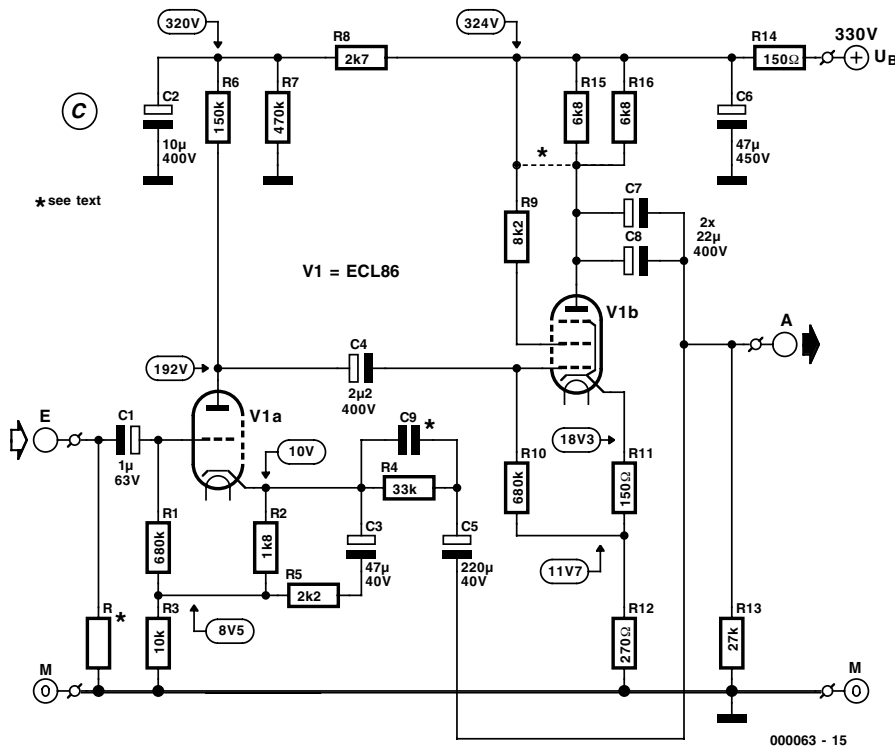 320V
324V
330V
R14
150Ω
+
U_B
R8
2k7
R6
150k
R7
470k
R15
6k8
R16
6k8
C2
10µ
400V
C
C6
47µ
450V
*
* see text
R9
8k2
C7
C8
2x
22µ
400V
V1 = ECL86
V1b
A
192V
C4
2µ2
400V
V1a
E
C1
1µ
63V
C9
*
10V
R4
33k
18V3
R10
680k
R11
150Ω
R1
680k
R2
1k8
C3
47µ
40V
C5
220µ
40V
R5
2k2
11V7
8V5
R
*
R3
10k
R12
270Ω
R13
27k
M
0
M
0
000063 - 15